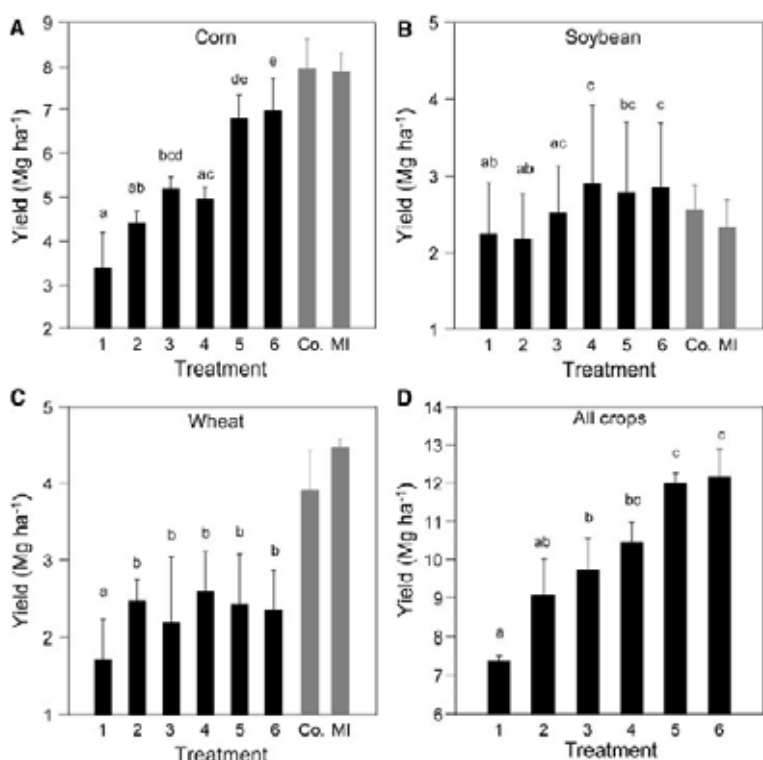 A
Corn
Yield (Mg ha⁻¹)
9
8
7
6
5
4
3
2
a
ab
bcd
ac
de
e
1 2 3 4 5 6 Co. MI
Treatment
B
Soybean
Yield (Mg ha⁻¹)
5
4
3
2
1
ab
ab
ac
c
bc
c
1 2 3 4 5 6 Co. MI
Treatment
C
Wheat
Yield (Mg ha⁻¹)
5
4
3
2
1
a
b
b
b
b
b
1 2 3 4 5 6 Co. MI
Treatment
D
All crops
Yield (Mg ha⁻¹)
14
13
12
11
10
9
8
7
6
a
ab
b
bc
c
c
1 2 3 4 5 6
Treatment